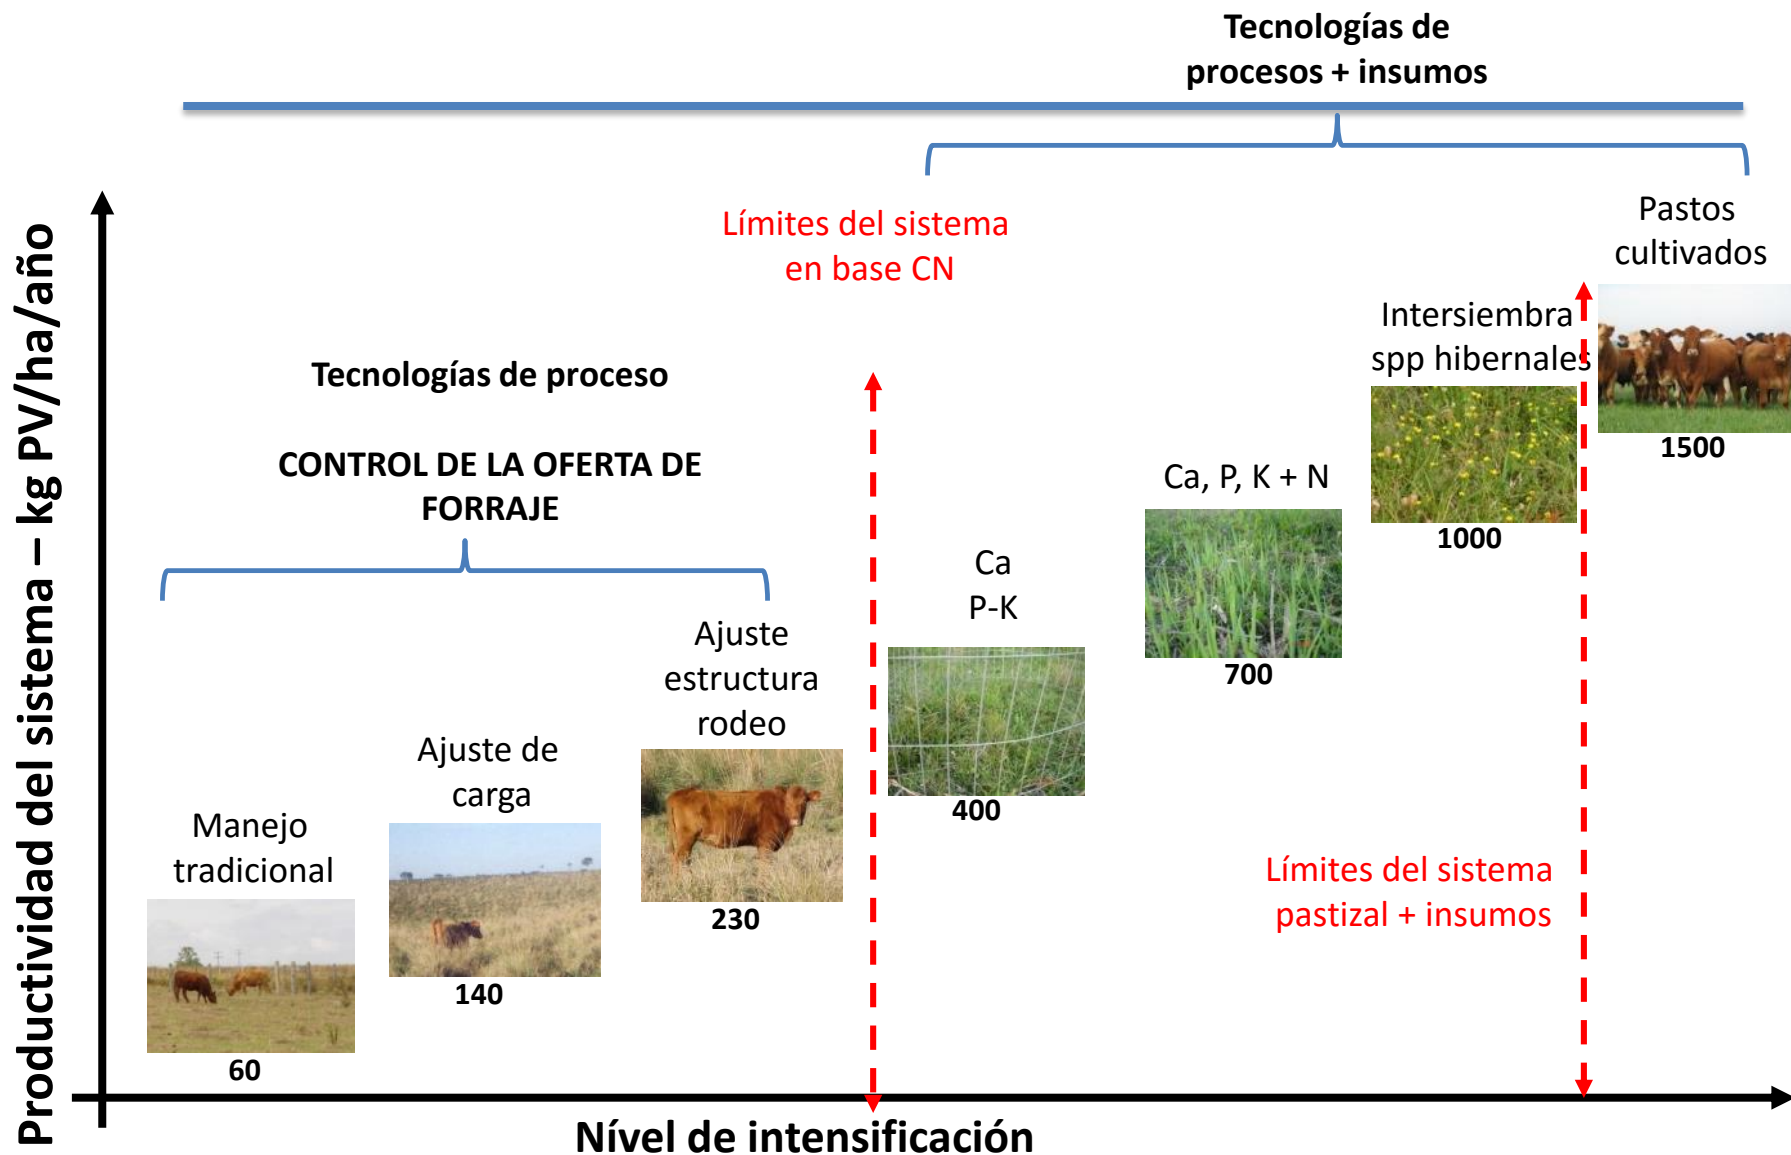 Tecnologías de
procesos + insumos
Límites del sistema
en base CN
Pastos
cultivados
1500
Intersiembra
spp hibernales
1000
Tecnologías de proceso
CONTROL DE LA OFERTA DE
FORRAJE
Ca, P, K + N
700
Ca
P-K
400
Ajuste
estructura
rodeo
230
Ajuste de
carga
140
Manejo
tradicional
60
Límites del sistema
pastizal + insumos
Productividad del sistema – kg PV/ha/año
Nível de intensificación